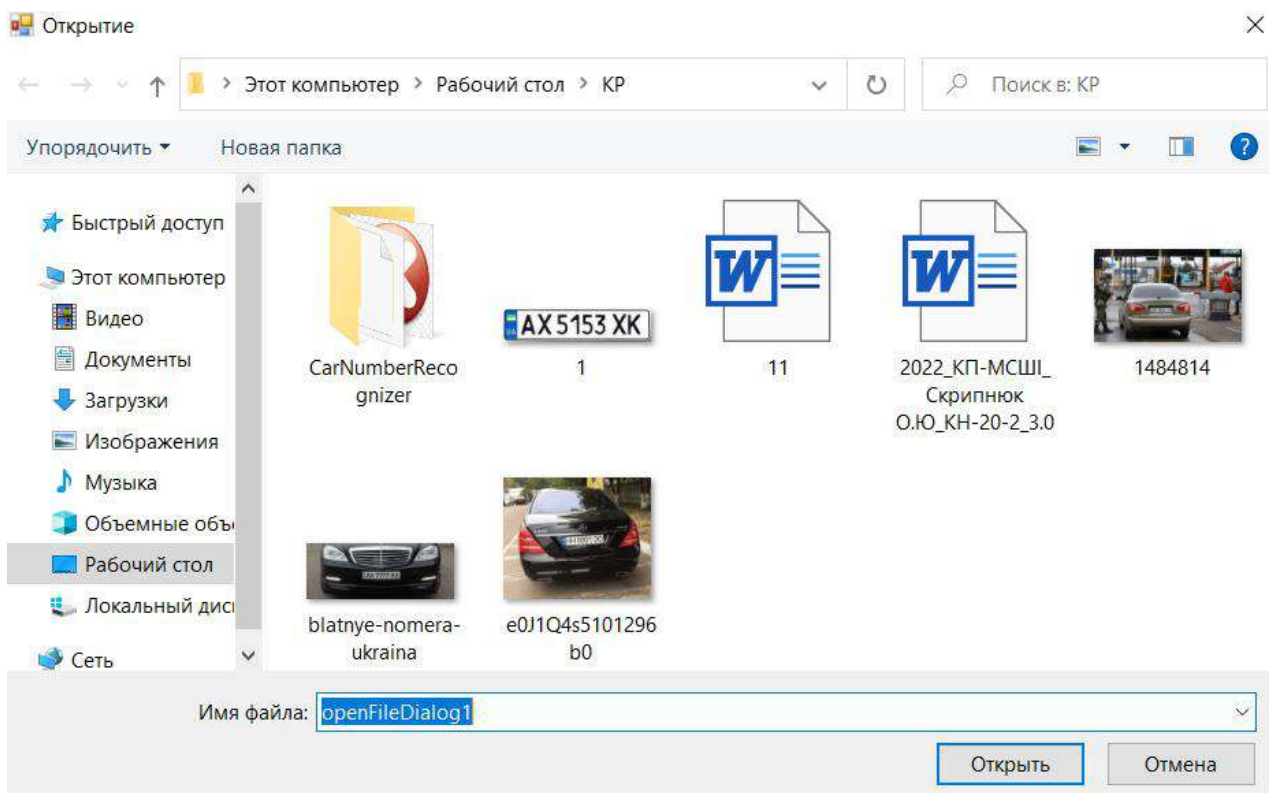 Открытие
Этот компьютер > Рабочий стол > КР
Поиск в: КР
Упорядочить
Новая папка
Быстрый доступ
Этот компьютер
Видео
Документы
Загрузки
Изображения
Музыка
Объемные объ
Рабочий стол
Локальный дис
Сеть
CarNumberReco
gnizer
UA
AX 5153 XK
1
11
2022_КП-МСШІ_
Скрипнюк
О.Ю_КН-20-2_3.0
1484814
blatnye-nomera-
ukraina
e0J1Q4s5101296
b0
Имя файла:
openFileDialog1
Открыть
Отмена